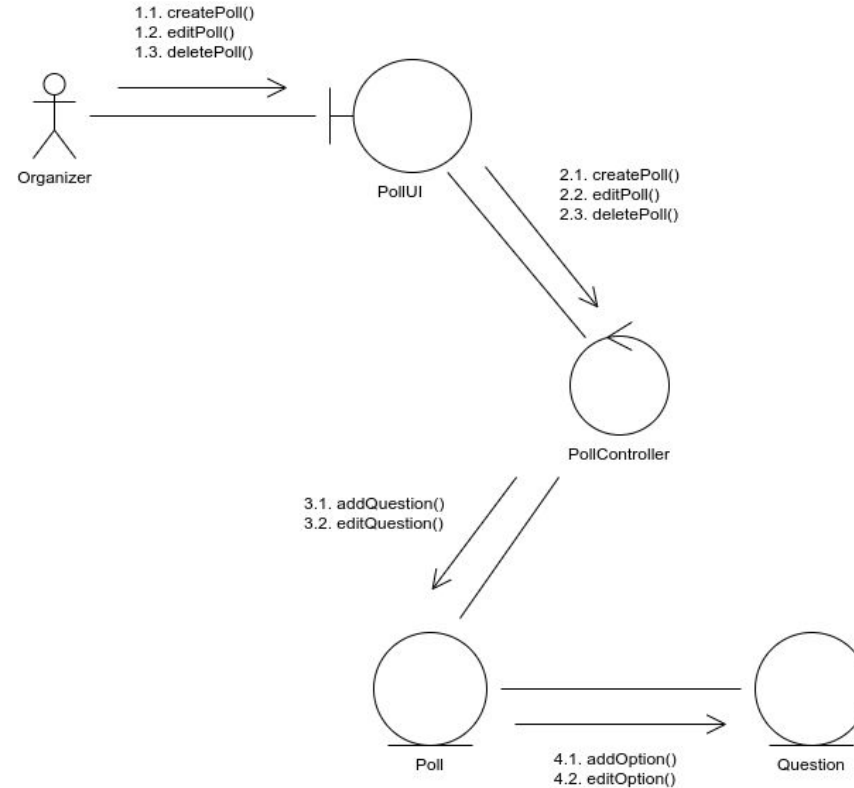 1.1. createPoll()
1.2. editPoll()
1.3. deletePoll()
Organizer
PollUI
2.1. createPoll()
2.2. editPoll()
2.3. deletePoll()
PollController
3.1. addQuestion()
3.2. editQuestion()
Poll
4.1. addOption()
4.2. editOption()
Question